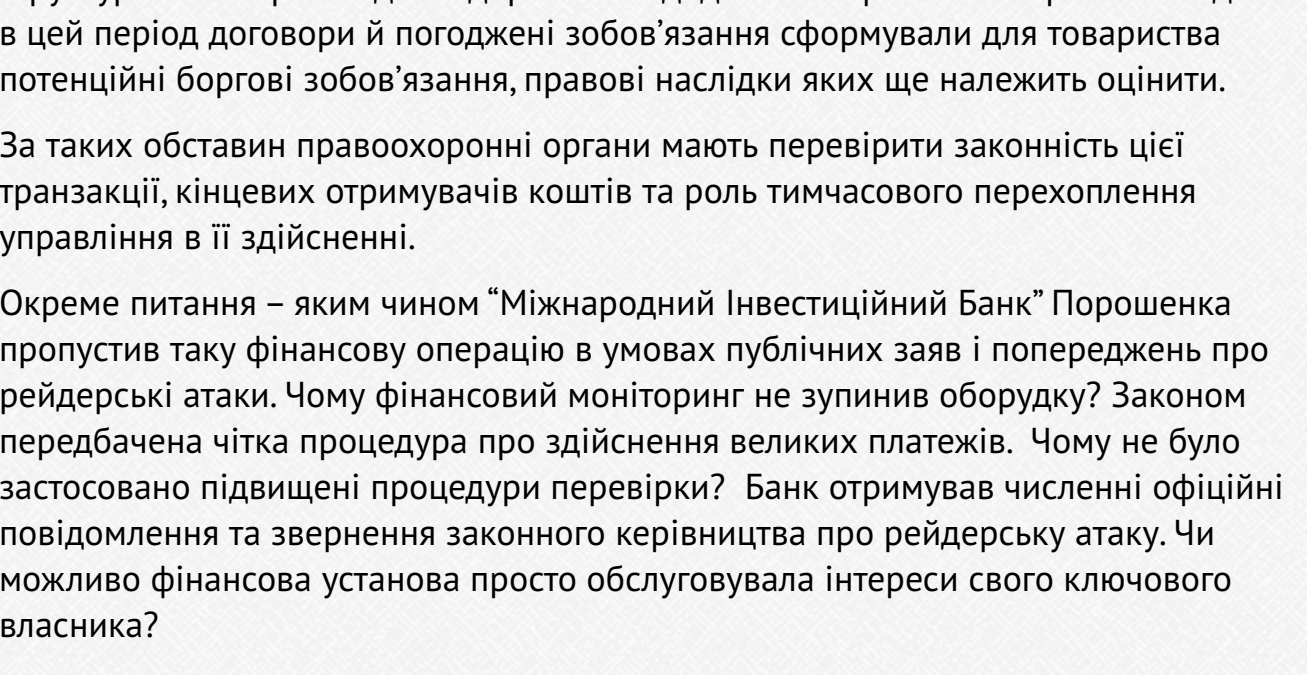 в цей період договори й погоджені зобов’язання сформували для товариства
потенційні боргові зобов’язання, правові наслідки яких ще належить оцінити.
За таких обставин правоохоронні органи мають перевірити законність цієї
транзакції, кінцевих отримувачів коштів та роль тимчасового перехоплення
управління в її здійсненні.
Окреме питання – яким чином “Міжнародний Інвестиційний Банк” Порошенка
пропустив таку фінансову операцію в умовах публічних заяв і попереджень про
рейдерські атаки. Чому фінансовий моніторинг не зупинив оборудку? Законом
передбачена чітка процедура про здійснення великих платежів.  Чому не було
застосовано підвищені процедури перевірки?  Банк отримував численні офіційні
повідомлення та звернення законного керівництва про рейдерську атаку. Чи
можливо фінансова установа просто обслуговувала інтереси свого ключового
власника?